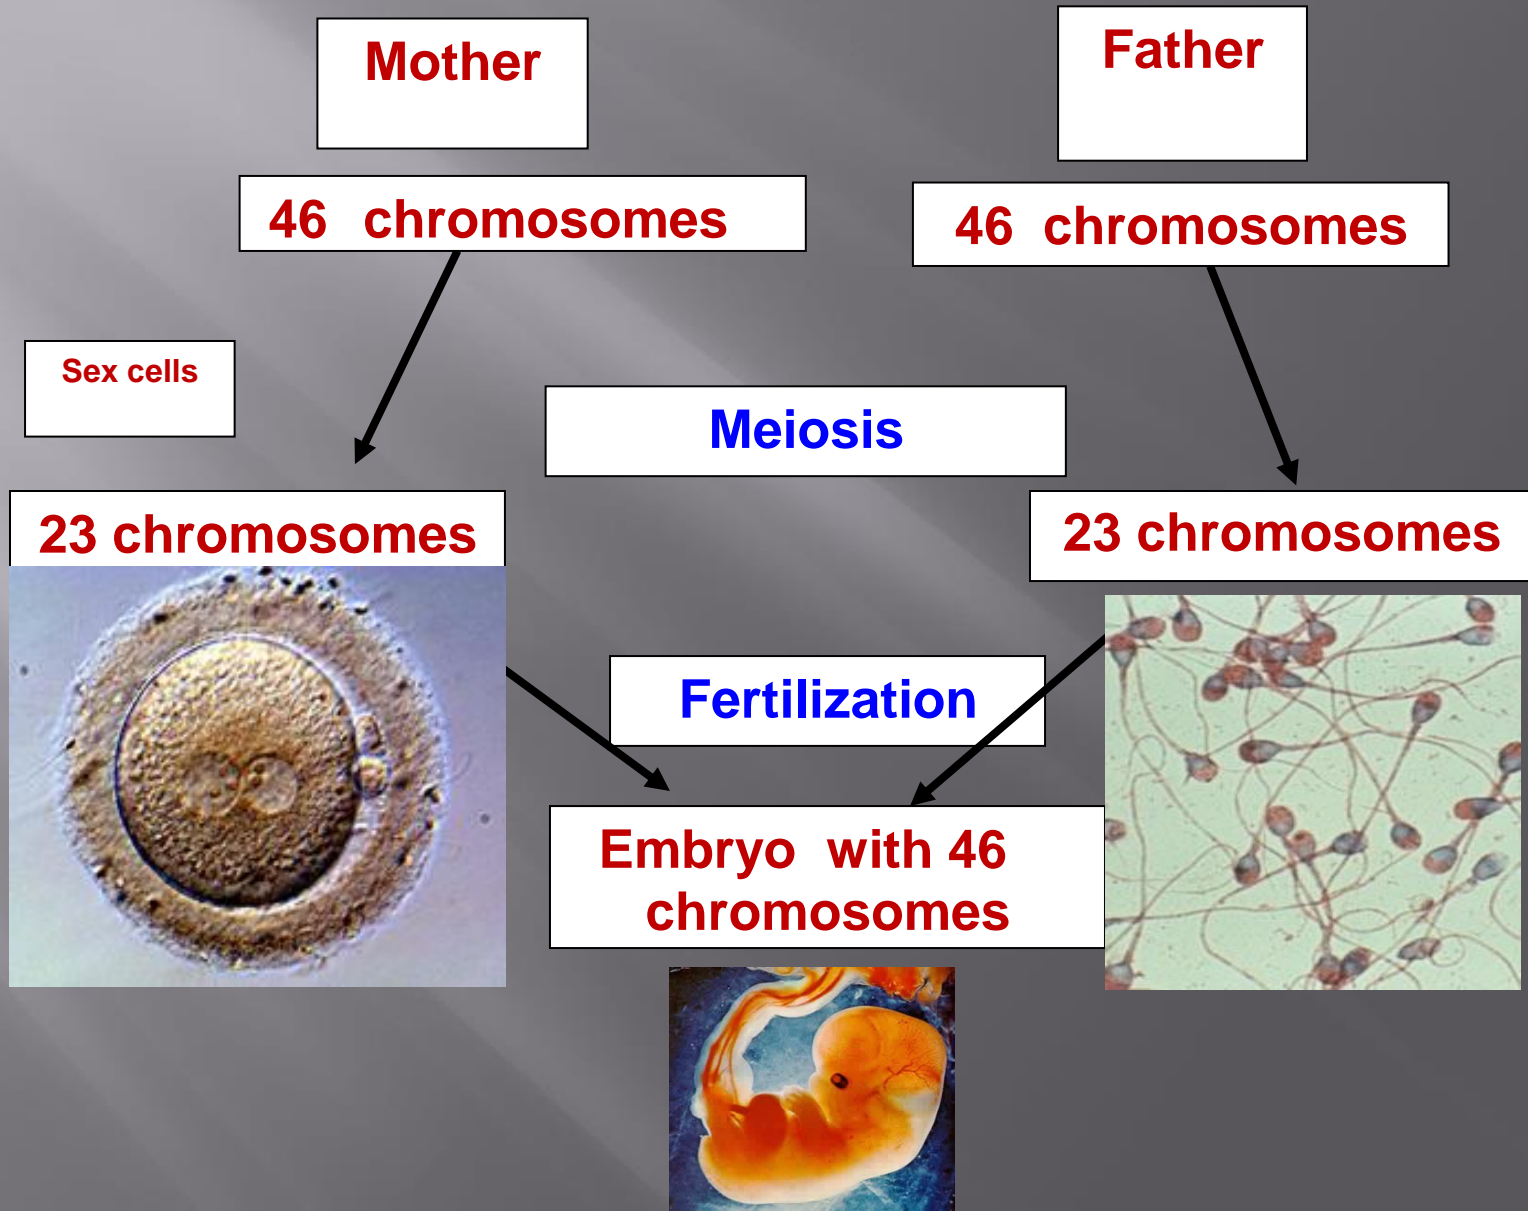 Mother
Father
46 chromosomes
46 chromosomes
Sex cells
Meiosis
23 chromosomes
23 chromosomes
Fertilization
Embryo with 46
chromosomes